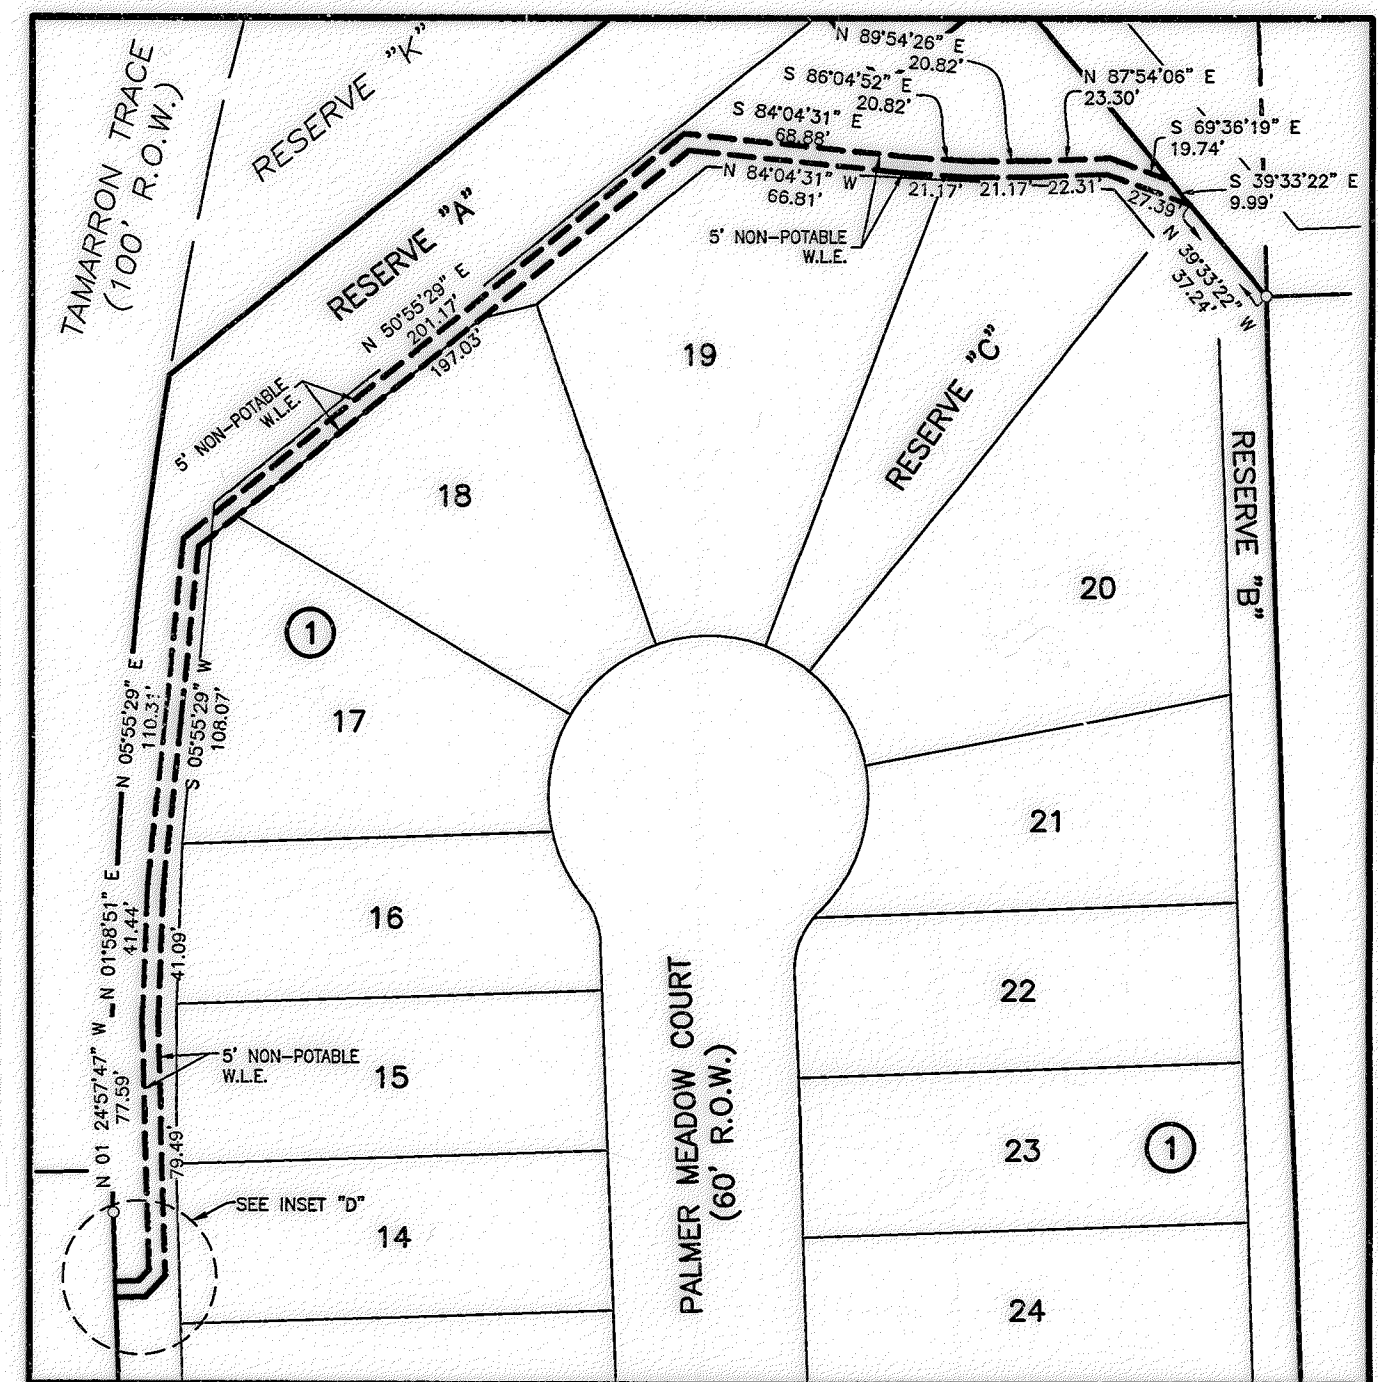 TAMARRON TRACE
(100' R.O.W.)
RESERVE "K"
RESERVE "A"
N 89°54'26" E
20.82'
S 86°04'52" E
20.82'
S 84°04'31" E
68.88'
N 87°54'06" E
23.30'
S 69°36'19" E
19.74'
S 39°33'22" E
9.99'
N 84°04'31" W
66.81'
21.17'
21.17'
22.31'
27.39'
N 39°33'22" W
37.24'
5' NON-POTABLE
W.L.E.
N 50°55'29" E
201.17'
197.03'
5' NON-POTABLE
W.L.E.
19
RESERVE "C"
RESERVE "B"
18
20
1
17
N 05°55'29" E
110.31'
S 05°55'29" W
108.07'
21
16
N 01°58'51" E
41.44'
41.09'
22
PALMER MEADOW COURT
(60' R.O.W.)
N 01 24°57'47" W
77.59'
79.49'
5' NON-POTABLE
W.L.E.
15
23
1
SEE INSET "D"
14
24